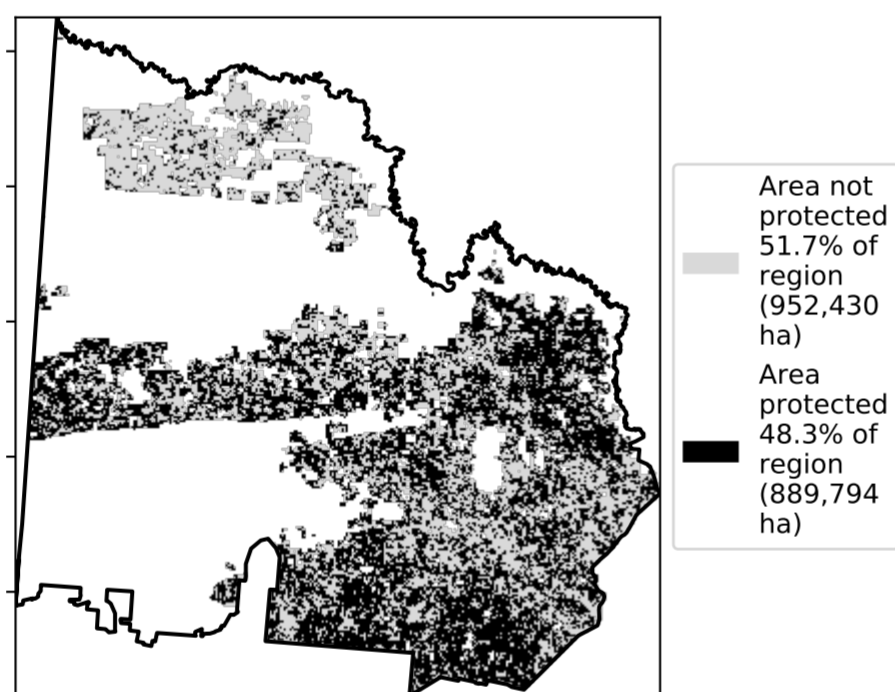 Area not
protected
51.7% of
region
(952,430
ha)
Area
protected
48.3% of
region
(889,794
ha)